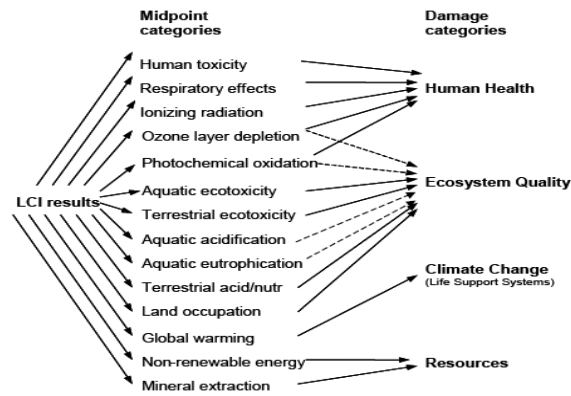 Midpoint
categories
Damage
categories
Human toxicity
Respiratory effects
Ionizing radiation
Ozone layer depletion
Photochemical oxidation
Aquatic ecotoxicity
Terrestrial ecotoxicity
Aquatic acidification
Aquatic eutrophication
Terrestrial acid/nutr
Land occupation
Global warming
Non-renewable energy
Mineral extraction
LCI results
Human Health
Ecosystem Quality
Climate Change
(Life Support Systems)
Resources